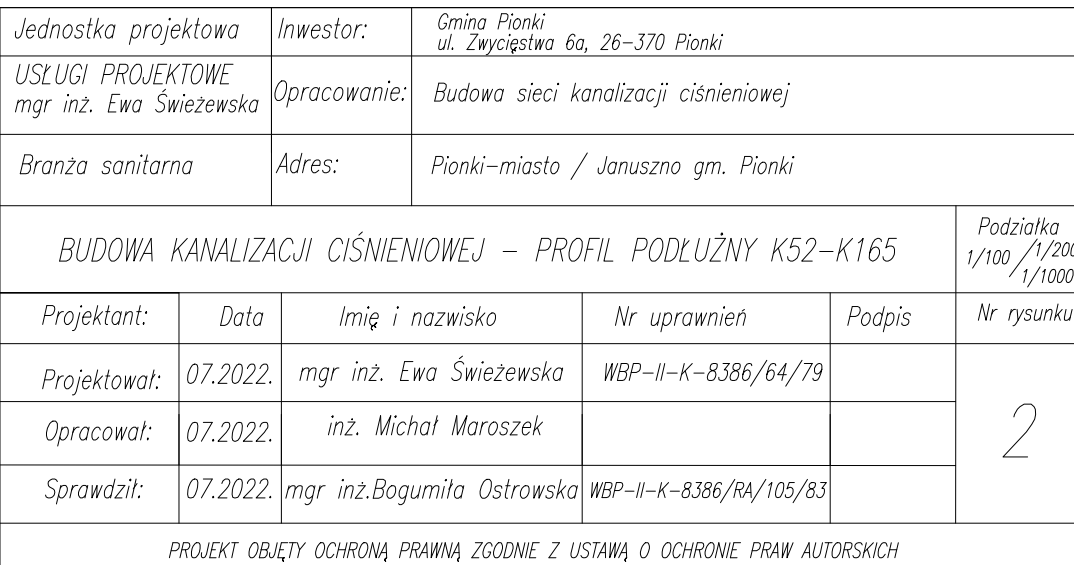 Jednostka projektowa
Inwestor:
Gmina Pionki
ul. Zwycięstwa 6a, 26-370 Pionki
USŁUGI PROJEKTOWE
mgr inż. Ewa Świeżewska
Opracowanie:
Budowa sieci kanalizacji ciśnieniowej
Branża sanitarna
Adres:
Pionki-miasto / Januszno gm. Pionki
BUDOWA KANALIZACJI CIŚNIENIOWEJ – PROFIL PODŁUŻNY K52-K165
Podziałka
1/100 / 1/200
1/1000
Projektant:
Data
Imię i nazwisko
Nr uprawnień
Podpis
Nr rysunku
Projektował:
07.2022.
mgr inż. Ewa Świeżewska
WBP-II-K-8386/64/79
Opracował:
07.2022.
inż. Michał Maroszek
2
Sprawdził:
07.2022.
mgr inż.Bogumiła Ostrowska
WBP-II-K-8386/RA/105/83
PROJEKT OBJĘTY OCHRONĄ PRAWNĄ ZGODNIE Z USTAWĄ O OCHRONIE PRAW AUTORSKICH